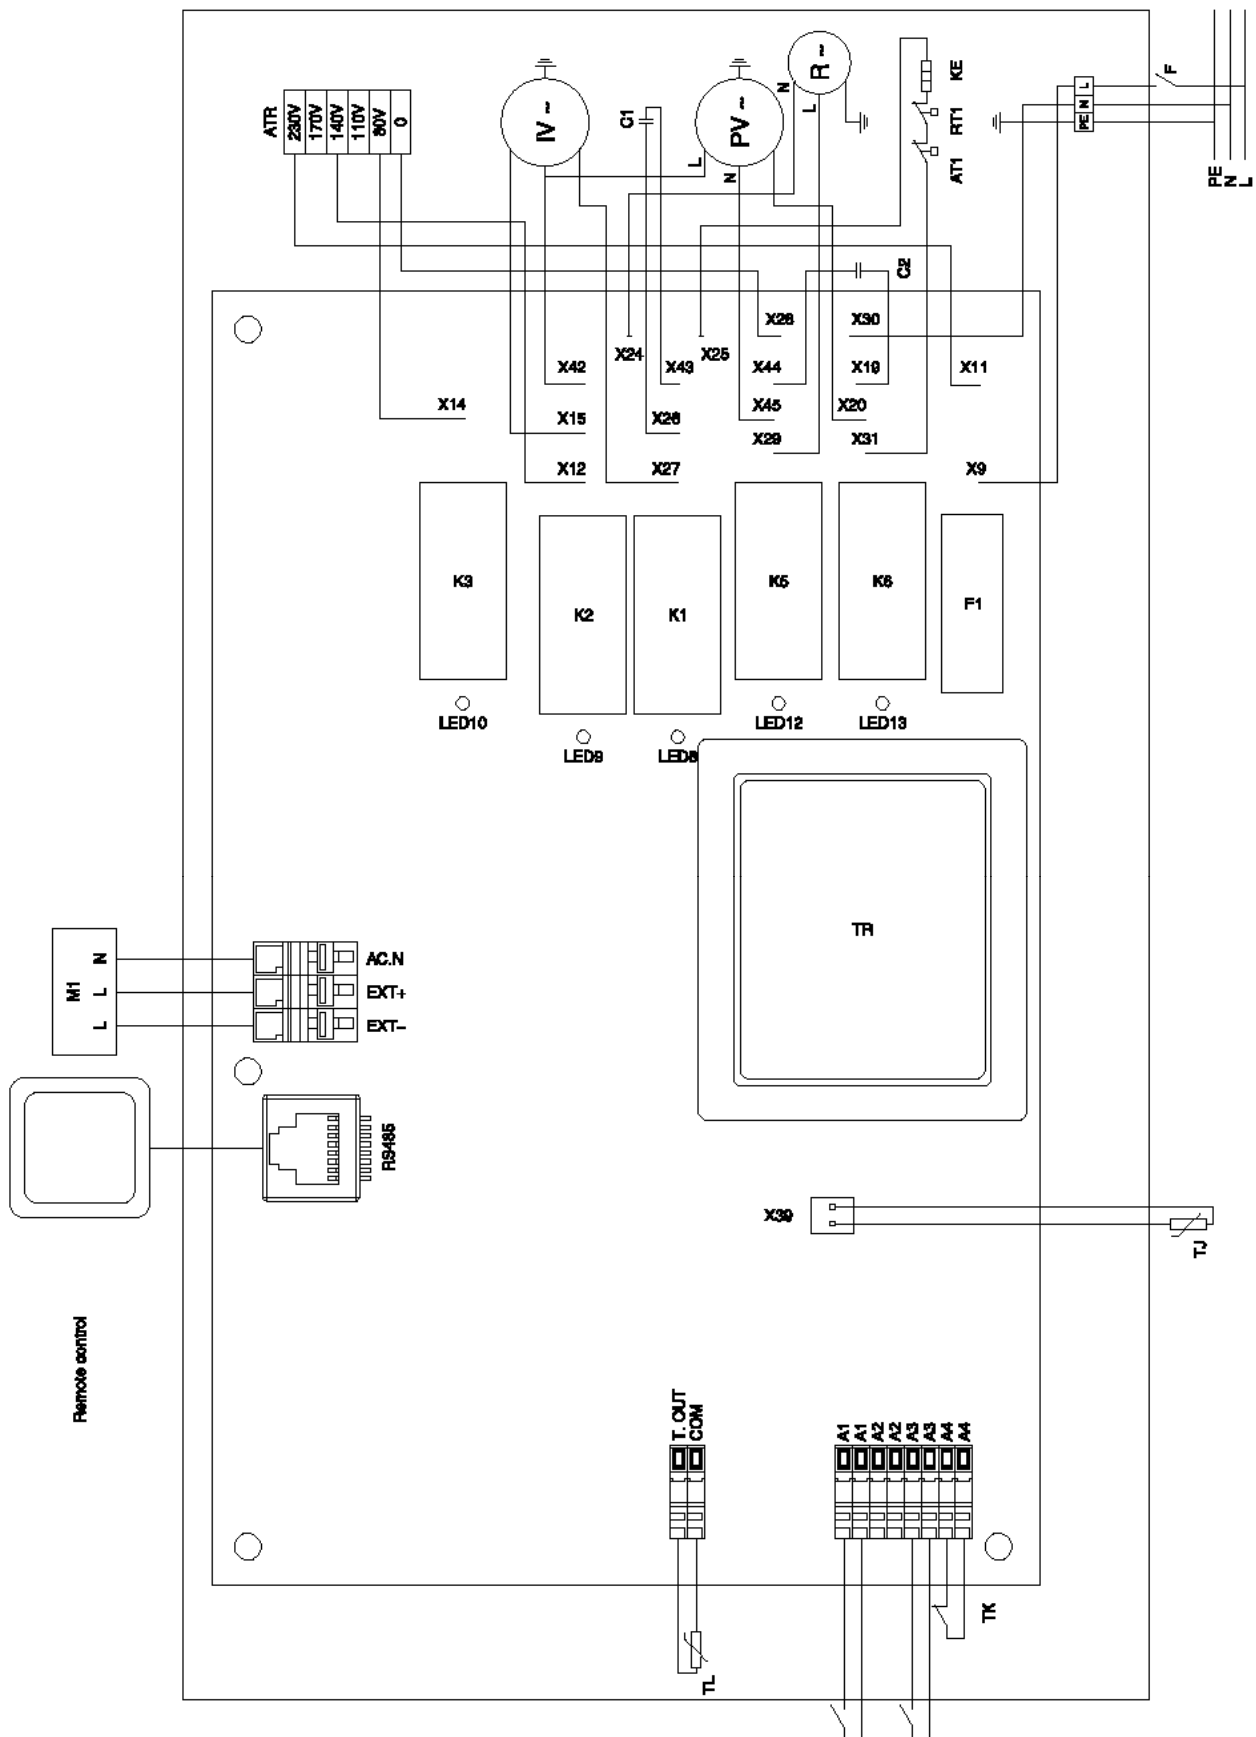 ATR
230V
170V
140V
110V
80V
0
IV ~
C1
PV ~
L
N
R ~
N
L
KE
RT1
AT1
L
N
PE
F
PE
N
L
C2
X28
X30
X24
X25
X42
X43
X44
X19
X11
X14
X15
X26
X45
X20
X29
X31
X12
X27
X9
K3
K2
K1
K5
K6
F1
LED10
LED9
LED8
LED12
LED13
TR
M1
N
L
L
AC.N
EXT+
EXT-
RS485
X39
TJ
Remote control
T. OUT
COM
A1
A1
A2
A2
A3
A3
A4
A4
TK
TL